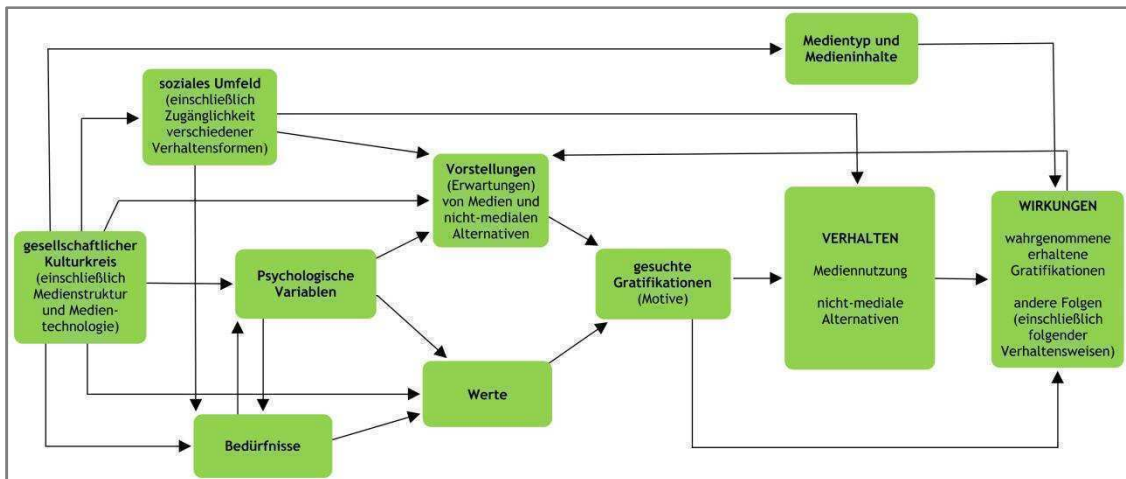 Medientyp und
Medieninhalte
soziales Umfeld
(einschließlich
Zugänglichkeit
verschiedener
Verhaltensformen)
Vorstellungen
(Erwartungen)
von Medien und
nicht-medialen
Alternativen
gesellschaftlicher
Kulturkreis
(einschließlich
Medienstruktur
und Medien-
technologie)
Psychologische
Variablen
gesuchte
Gratifikationen
(Motive)
VERHALTEN
Mediennutzung
nicht-mediale
Alternativen
WIRKUNGEN
wahrgenommene
erhaltene
Gratifikationen
andere Folgen
(einschließlich
folgender
Verhaltensweisen)
Werte
Bedürfnisse